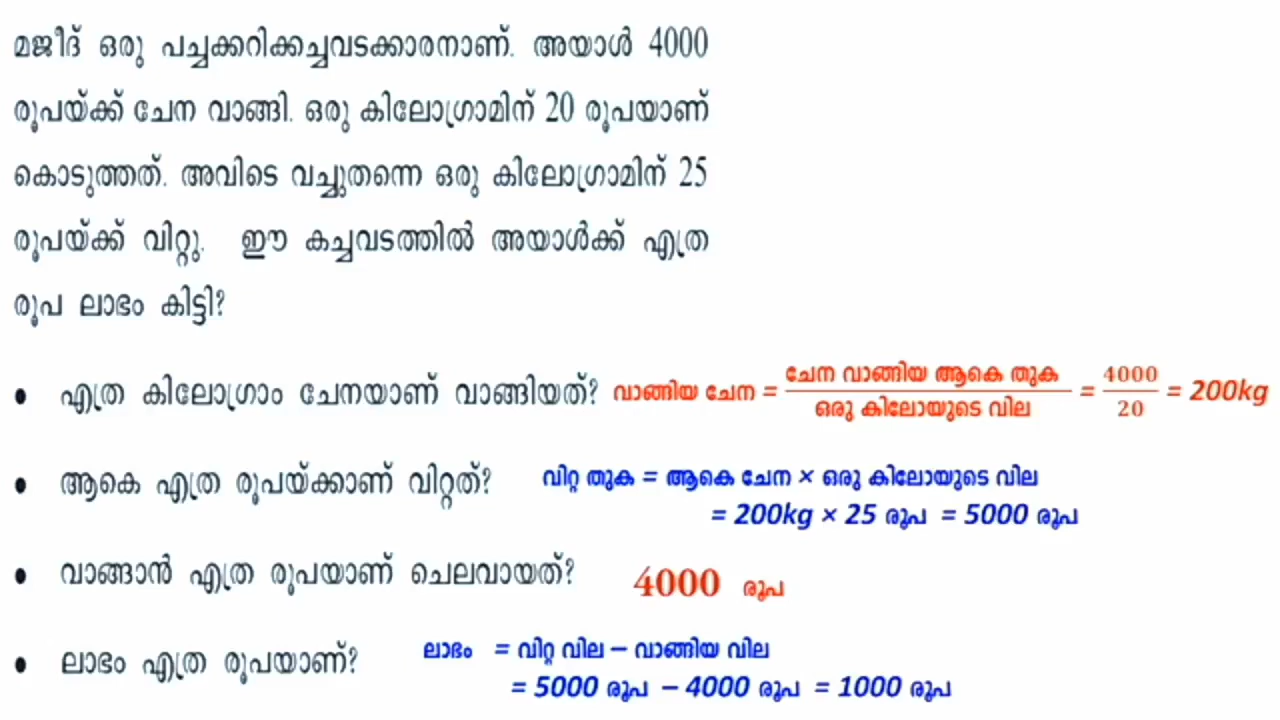 മജീദ് ഒരു പച്ചക്കറിക്കച്ചവടക്കാരനാണ്. അയാൾ 4000
രൂപയ്ക്ക് ചേന വാങ്ങി. ഒരു കിലോഗ്രാമിന് 20 രൂപയാണ്
കൊടുത്തത്. അവിടെ വച്ചുതന്നെ ഒരു കിലോഗ്രാമിന് 25
രൂപയ്ക്ക് വിറ്റു. ഈ കച്ചവടത്തിൽ അയാൾക്ക് എത്ര
രൂപ ലാഭം കിട്ടി?
• എത്ര കിലോഗ്രാം ചേനയാണ് വാങ്ങിയത്? വാങ്ങിയ ചേന = ചേന വാങ്ങിയ ആകെ തുക / ഒരു കിലോയുടെ വില = 4000 / 20 = 200kg
• ആകെ എത്ര രൂപയ്ക്കാണ് വിറ്റത്? വിറ്റ തുക = ആകെ ചേന × ഒരു കിലോയുടെ വില
= 200kg × 25 രൂപ = 5000 രൂപ
• വാങ്ങാൻ എത്ര രൂപയാണ് ചെലവായത്? 4000 രൂപ
• ലാഭം എത്ര രൂപയാണ്? ലാഭം = വിറ്റ വില – വാങ്ങിയ വില
= 5000 രൂപ – 4000 രൂപ = 1000 രൂപ